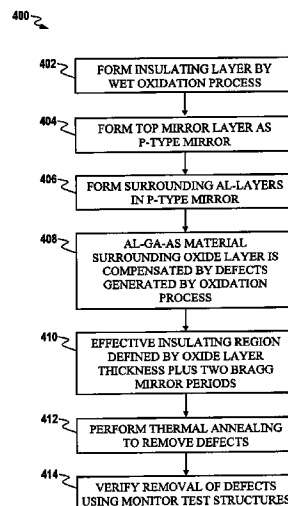 400
402
FORM INSULATING LAYER BY
WET OXIDATION PROCESS
404
FORM TOP MIRROR LAYER AS
P-TYPE MIRROR
406
FORM SURROUNDING AL-LAYERS
IN P-TYPE MIRROR
408
AL-GA-AS MATERIAL
SURROUNDING OXIDE LAYER IS
COMPENSATED BY DEFECTS
GENERATED BY OXIDATION
PROCESS
410
EFFECTIVE INSULATING REGION
DEFINED BY OXIDE LAYER
THICKNESS PLUS TWO BRAGG
MIRROR PERIODS
412
PERFORM THERMAL ANNEALING
TO REMOVE DEFECTS
414
VERIFY REMOVAL OF DEFECTS
USING MONITOR TEST STRUCTURES